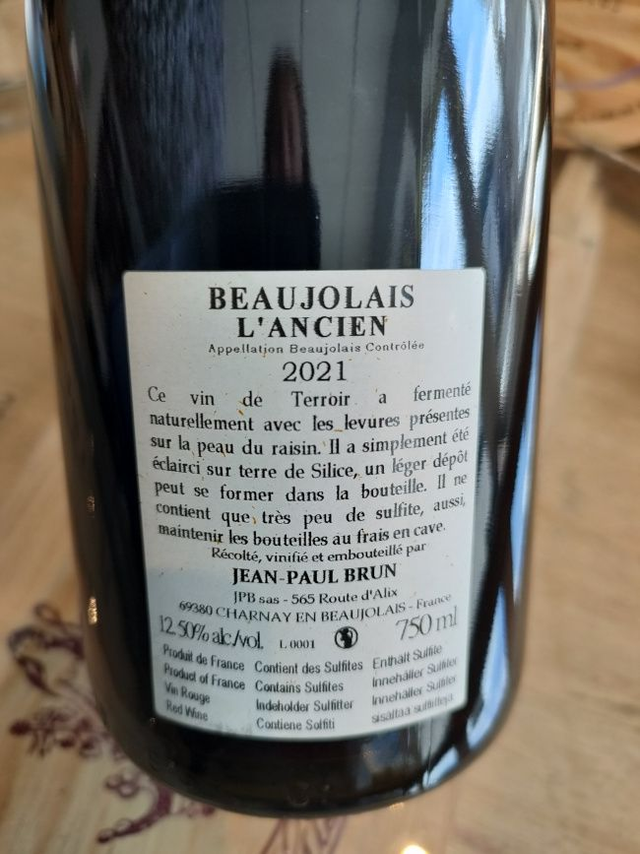 BEAUJOLAIS
L'ANCIEN
Appellation Beaujolais Contrôlée
2021
Ce vin de Terroir a fermenté
naturellement avec les levures présentes
sur la peau du raisin. Il a simplement été
éclairci sur terre de Silice, un léger dépôt
peut se former dans la bouteille. Il ne
contient que très peu de sulfite, aussi,
maintenir les bouteilles au frais en cave.
Récolté, vinifié et embouteillé par
JEAN-PAUL BRUN
JPB sas - 565 Route d'Alix
69380 CHARNAY EN BEAUJOLAIS - France
12.50% alc/vol. L 0001 750 ml
Produit de France Contient des Sulfites Enthält Sulfite
Product of France Contains Sulfites Innehåller Sulfiter
Vin Rouge Indeholder Sulfitter Innehåller Sulfiter
Red Wine Contiene Solfiti sisältää sulfiitteja